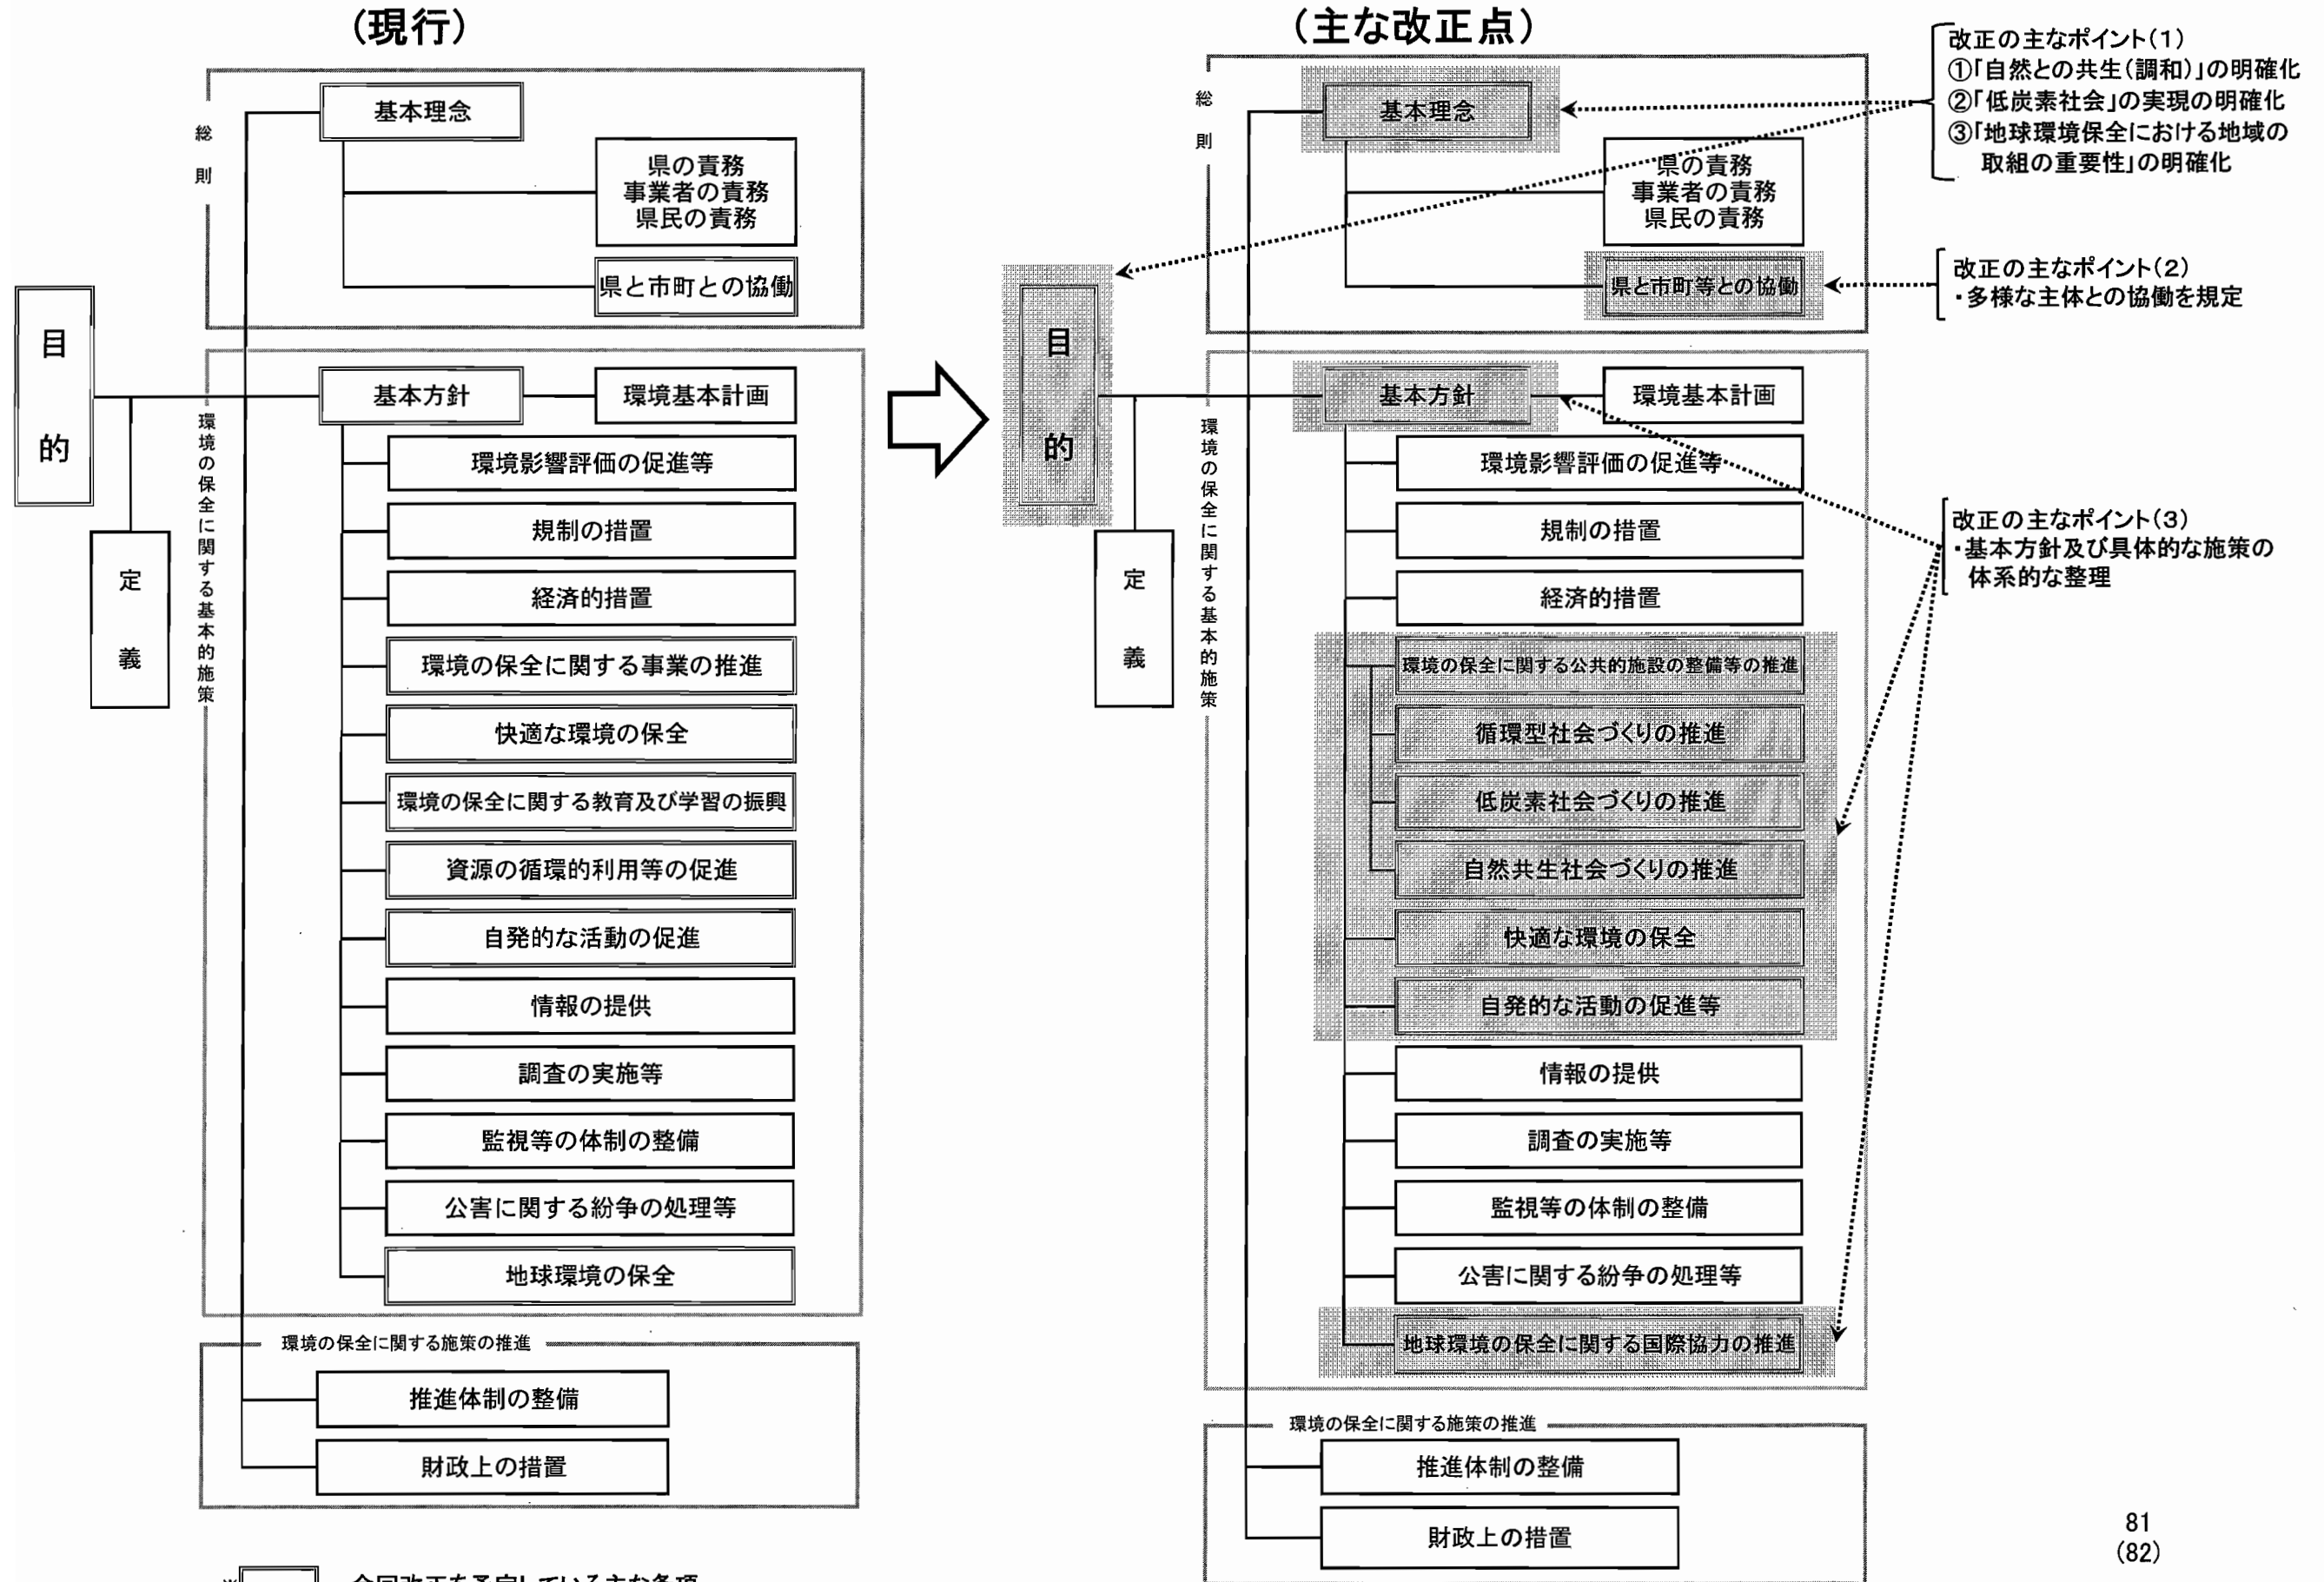 (現行)
総則
基本理念
県の責務
事業者の責務
県民の責務
県と市町との協働
目的
定義
環境の保全に関する基本的施策
基本方針
環境基本計画
環境影響評価の促進等
規制の措置
経済的措置
環境の保全に関する事業の推進
快適な環境の保全
環境の保全に関する教育及び学習の振興
資源の循環的利用等の促進
自発的な活動の促進
情報の提供
調査の実施等
監視等の体制の整備
公害に関する紛争の処理等
地球環境の保全
環境の保全に関する施策の推進
推進体制の整備
財政上の措置
(主な改正点)
総則
基本理念
県の責務
事業者の責務
県民の責務
県と市町等との協働
目的
定義
環境の保全に関する基本的施策
基本方針
環境基本計画
環境影響評価の促進等
規制の措置
経済的措置
環境の保全に関する公共的施設の整備等の推進
循環型社会づくりの推進
低炭素社会づくりの推進
自然共生社会づくりの推進
快適な環境の保全
自発的な活動の促進等
情報の提供
調査の実施等
監視等の体制の整備
公害に関する紛争の処理等
地球環境の保全に関する国際協力の推進
環境の保全に関する施策の推進
推進体制の整備
財政上の措置
改正の主なポイント(1)
①「自然との共生(調和)」の明確化
②「低炭素社会」の実現の明確化
③「地球環境保全における地域の
取組の重要性」の明確化
改正の主なポイント(2)
・多様な主体との協働を規定
改正の主なポイント(3)
・基本方針及び具体的な施策の
体系的な整理
81
(82)